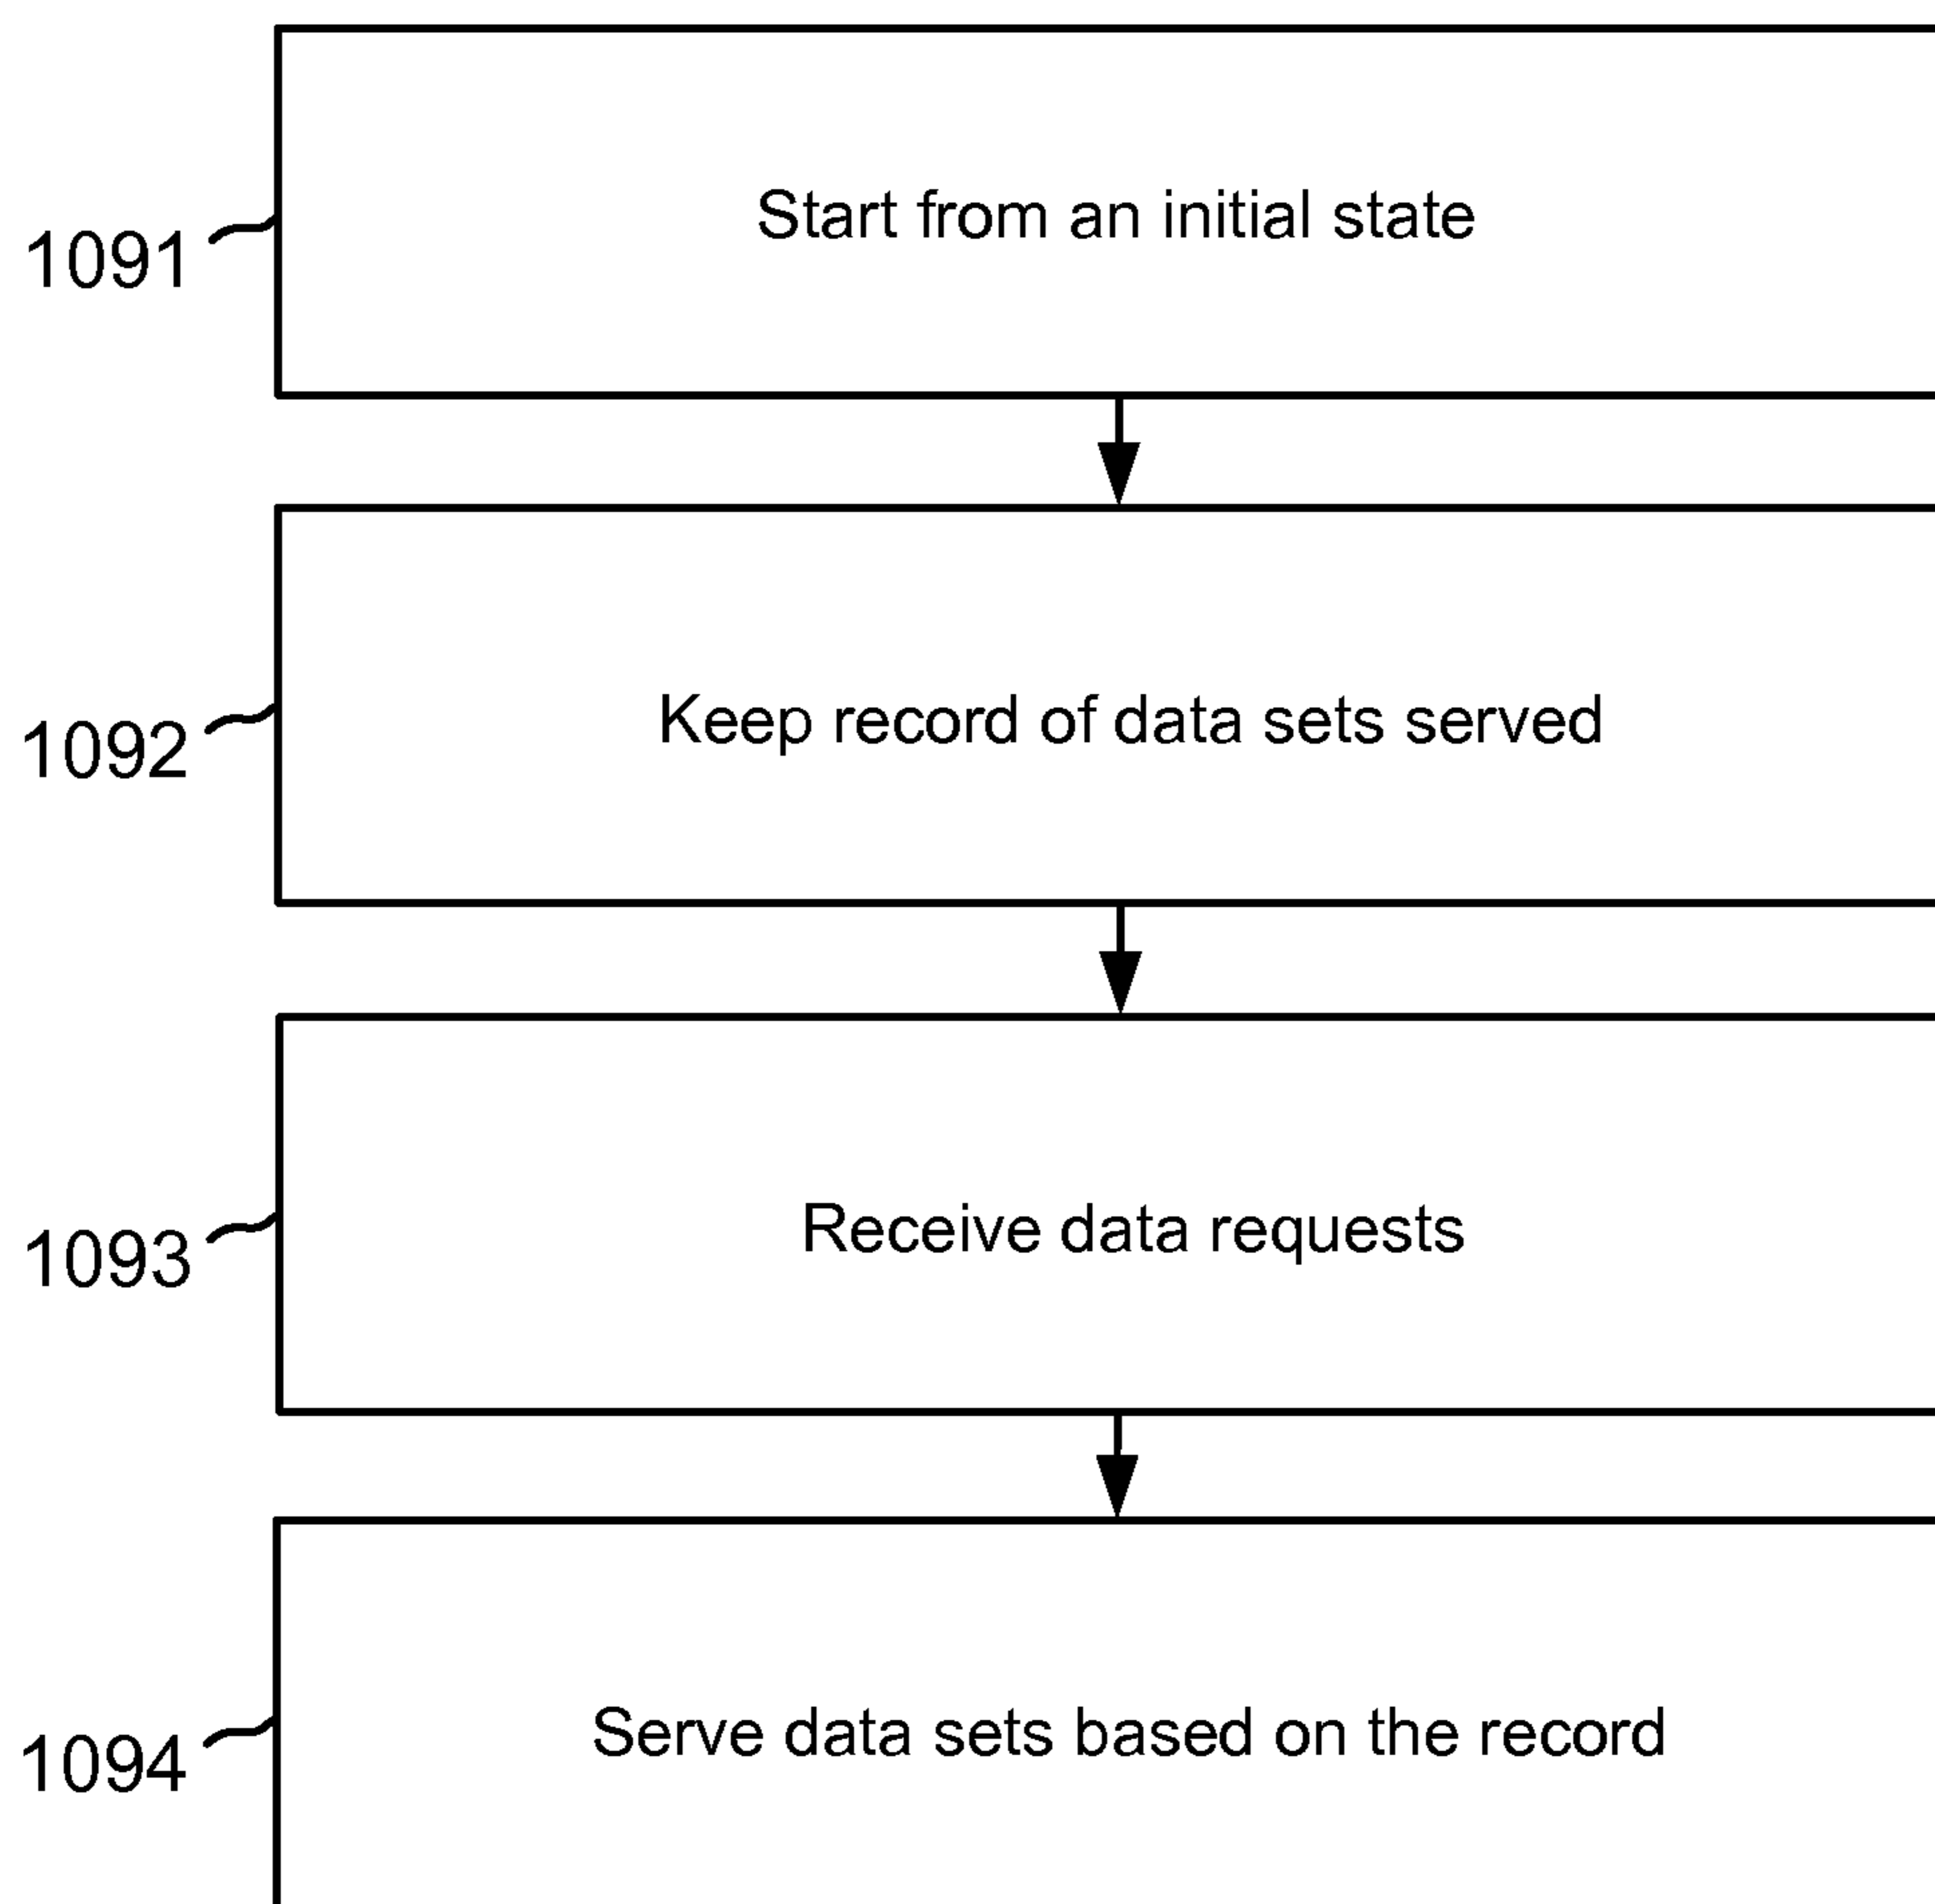 Start from an initial state
1091
Keep record of data sets served
1092
Receive data requests
1093
Serve data sets based on the record
1094